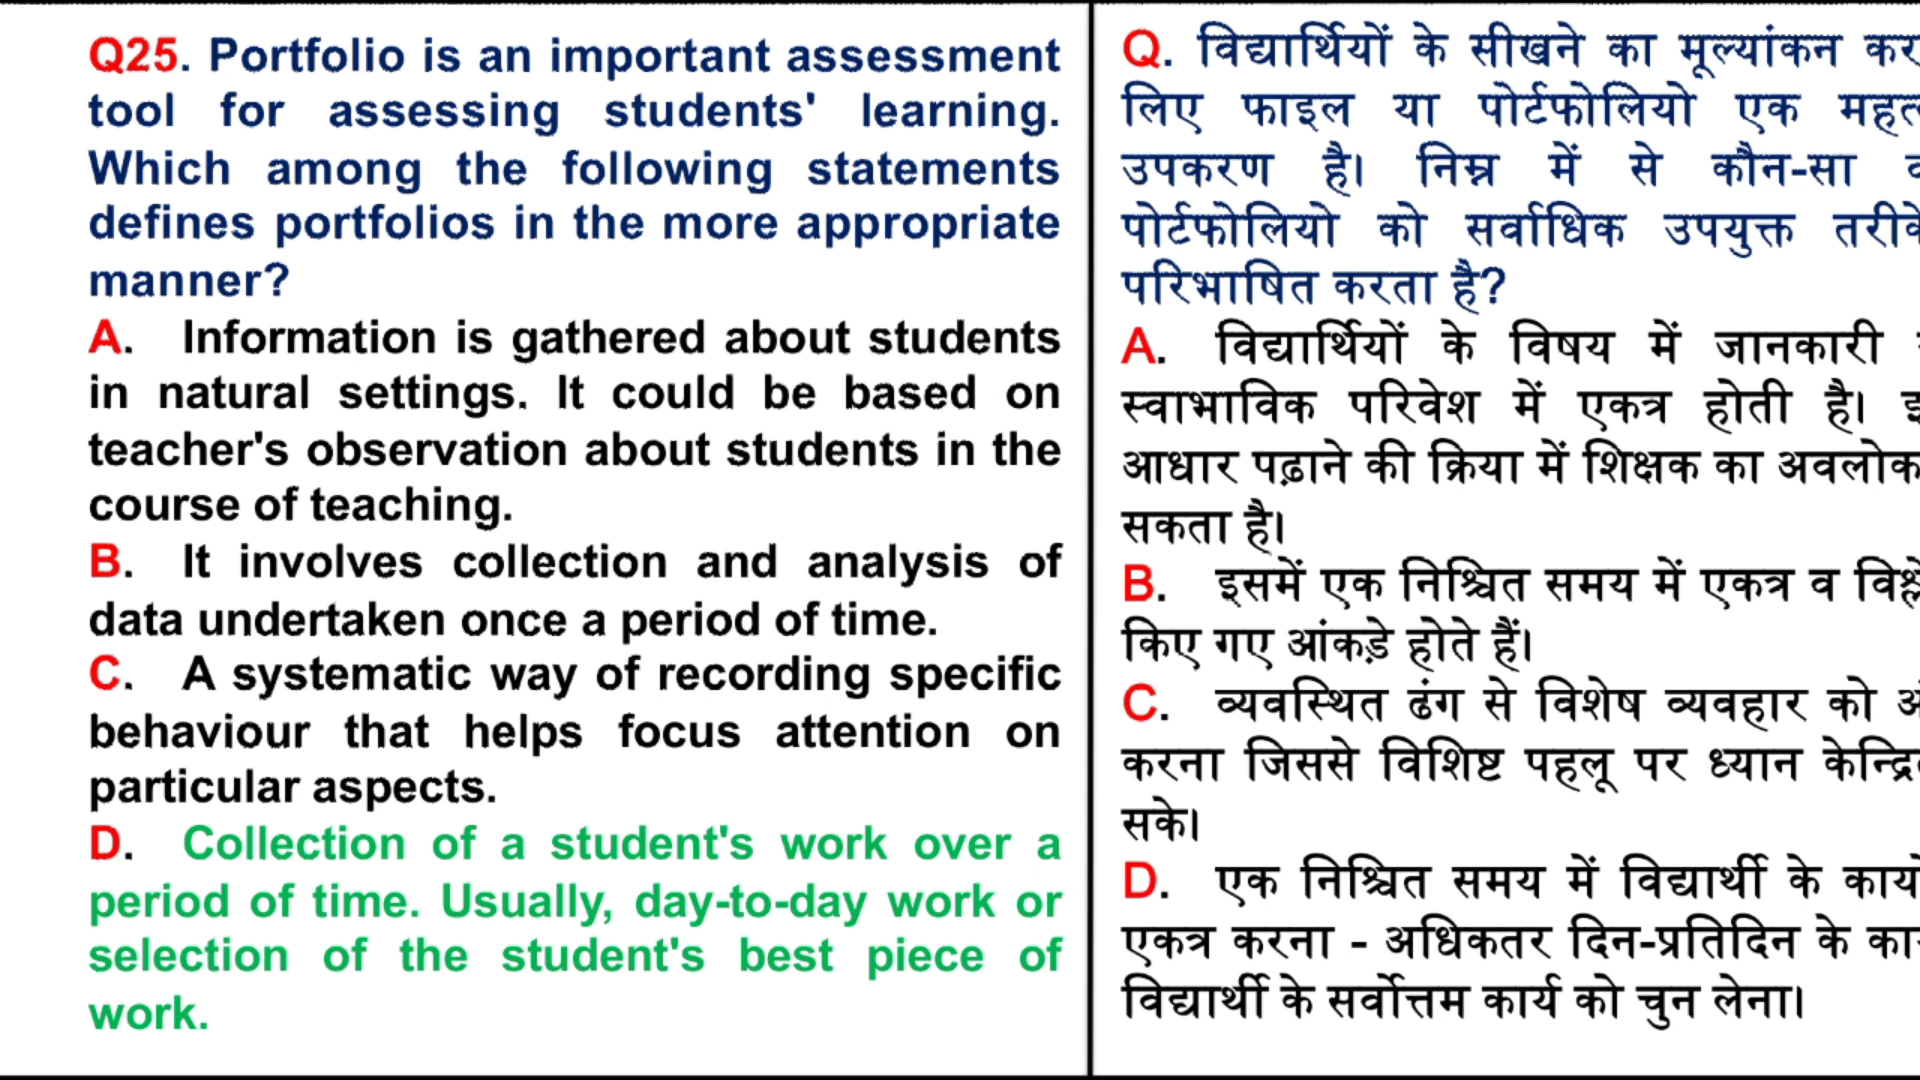 Q25. Portfolio is an important assessment
tool for assessing students' learning.
Which among the following statements
defines portfolios in the more appropriate
manner?
A. Information is gathered about students
in natural settings. It could be based on
teacher's observation about students in the
course of teaching.
B. It involves collection and analysis of
data undertaken once a period of time.
C. A systematic way of recording specific
behaviour that helps focus attention on
particular aspects.
D. Collection of a student's work over a
period of time. Usually, day-to-day work or
selection of the student's best piece of
work.
Q. विद्यार्थियों के सीखने का मूल्यांकन
लिए फाइल या पोर्टफोलियो एक
उपकरण है। निम्न में से कौन-सा
पोर्टफोलियो को सर्वाधिक उपयुक्त
परिभाषित करता है?
A. विद्यार्थियों के विषय में जानकारी
स्वाभाविक परिवेश में एकत्र होती है।
आधार पढ़ाने की क्रिया में शिक्षक का
सकता है।
B. इसमें एक निश्चित समय में एकत्र व
किए गए आंकड़े होते हैं।
C. व्यवस्थित ढंग से विशेष व्यवहार को
करना जिससे विशिष्ट पहलू पर ध्यान
सके।
D. एक निश्चित समय में विद्यार्थी के
एकत्र करना - अधिकतर दिन-प्रतिदिन के
विद्यार्थी के सर्वोत्तम कार्य को चुन लेना।